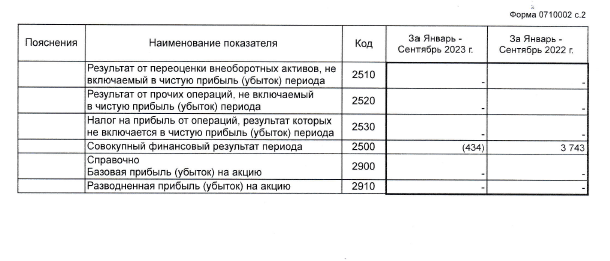 Форма 0710002 с.2
Пояснения Наименование показателя Код За Январь - Сентябрь 2023 г. За Январь - Сентябрь 2022 г.
Результат от переоценки внеоборотных активов, не
включаемый в чистую прибыль (убыток) периода 2510 - -
Результат от прочих операций, не включаемый
в чистую прибыль (убыток) периода 2520 - -
Налог на прибыль от операций, результат которых
не включается в чистую прибыль (убыток) периода 2530 - -
Совокупный финансовый результат периода 2500 (434) 3 743
Справочно
Базовая прибыль (убыток) на акцию 2900 - -
Разводненная прибыль (убыток) на акцию 2910 - -